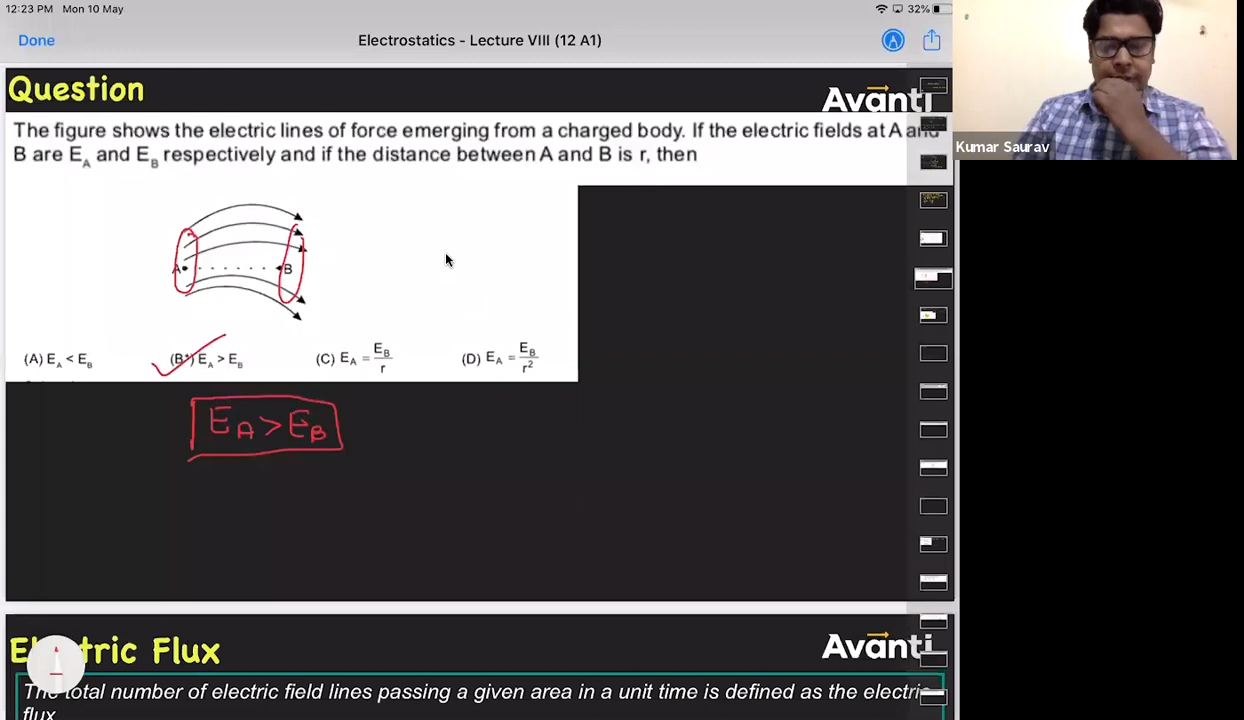 12:23 PM Mon 10 May
32%
Done
Electrostatics - Lecture VIII (12 A1)
Question
Avanti
The figure shows the electric lines of force emerging from a charged body. If the electric fields at A and
B are E_A and E_B respectively and if the distance between A and B is r, then
A
B
(A) E_A < E_B
(B*) E_A > E_B
(C) E_A = E_B / r
(D) E_A = E_B / r²
E_A > E_B
Kumar Saurav
Electric Flux
Avanti
The total number of electric field lines passing a given area in a unit time is defined as the electric
flux